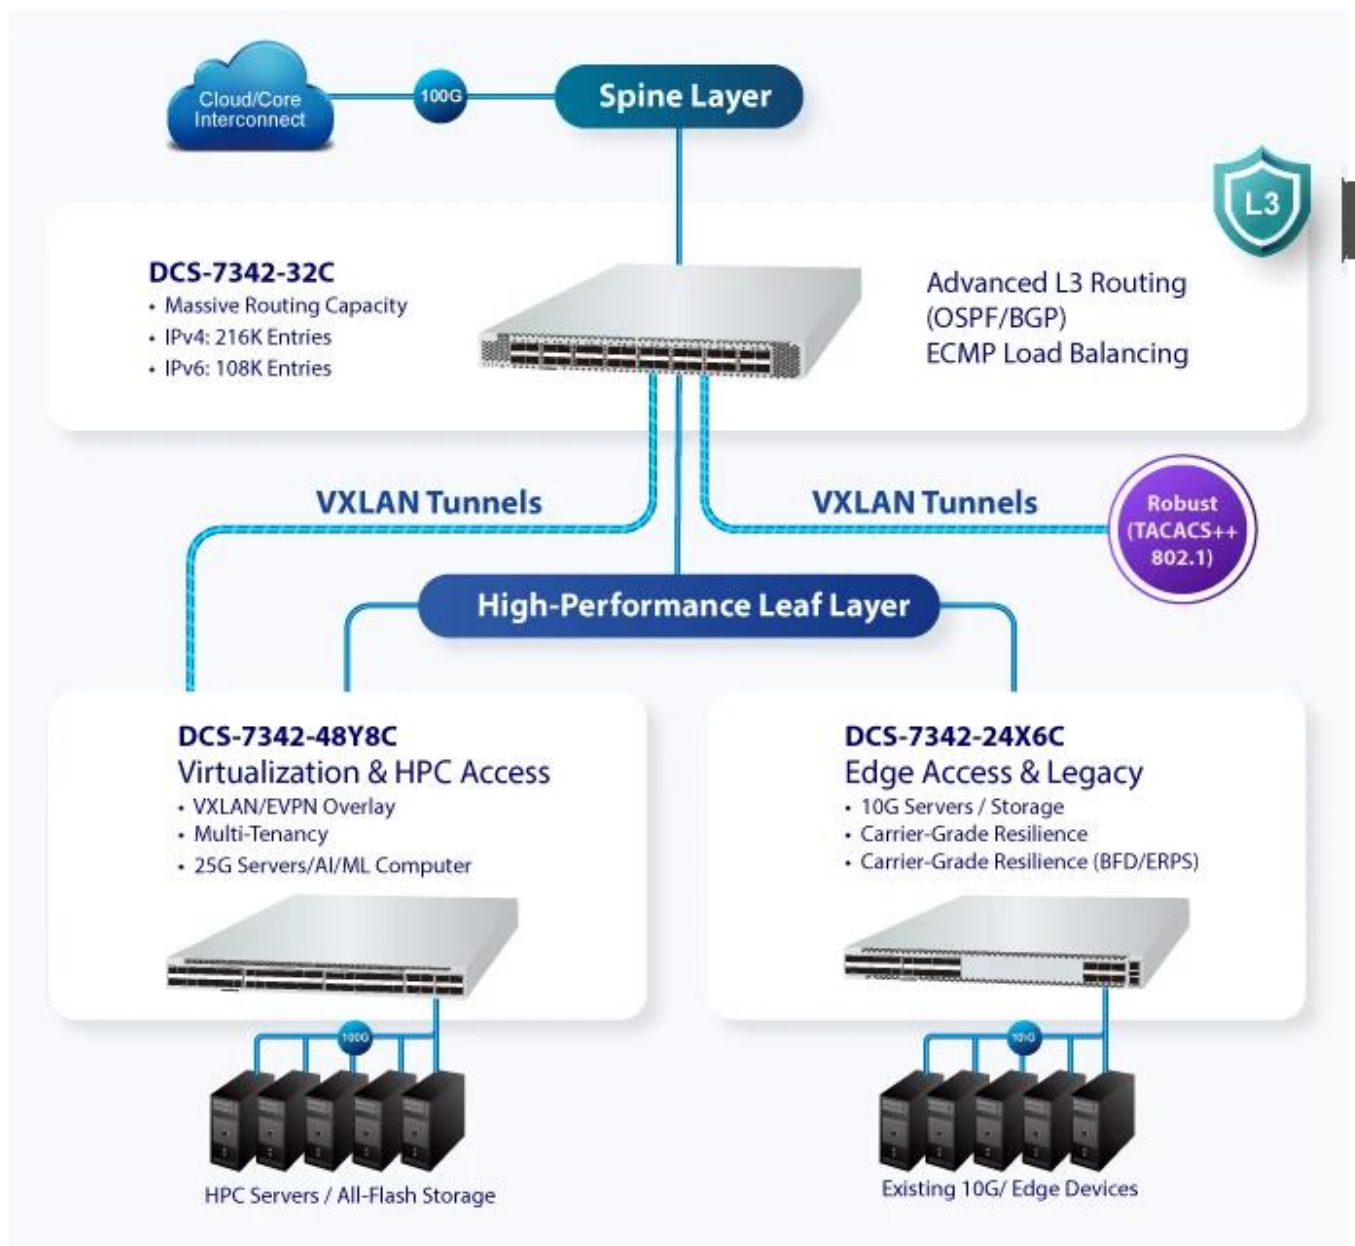 Cloud/Core
Interconnect
100G
Spine Layer
L3
DCS-7342-32C
• Massive Routing Capacity
• IPv4: 216K Entries
• IPv6: 108K Entries
Advanced L3 Routing
(OSPF/BGP)
ECMP Load Balancing
VXLAN Tunnels
VXLAN Tunnels
Robust
(TACACS++
802.1)
High-Performance Leaf Layer
DCS-7342-48Y8C
Virtualization & HPC Access
• VXLAN/EVPN Overlay
• Multi-Tenancy
• 25G Servers/AI/ML Computer
100G
HPC Servers / All-Flash Storage
DCS-7342-24X6C
Edge Access & Legacy
• 10G Servers / Storage
• Carrier-Grade Resilience
• Carrier-Grade Resilience (BFD/ERPS)
Existing 10G/ Edge Devices